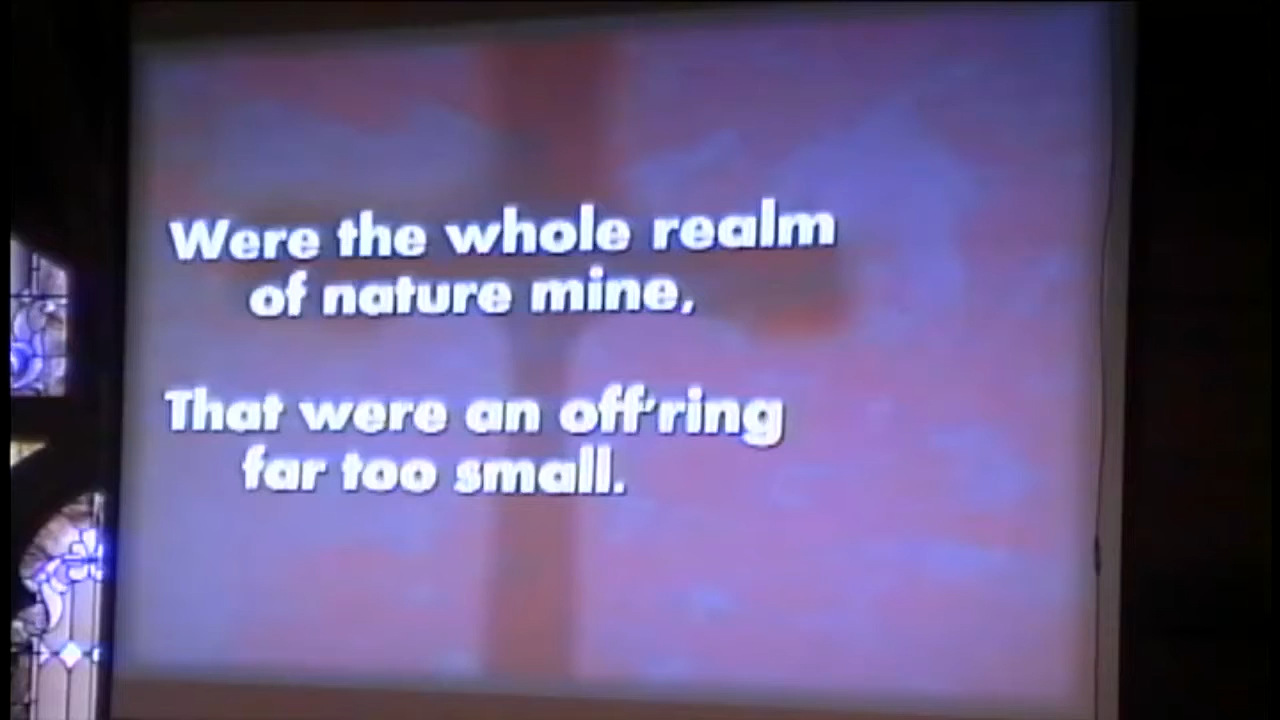 Were the whole realm
of nature mine,
That were an off'ring
far too small.